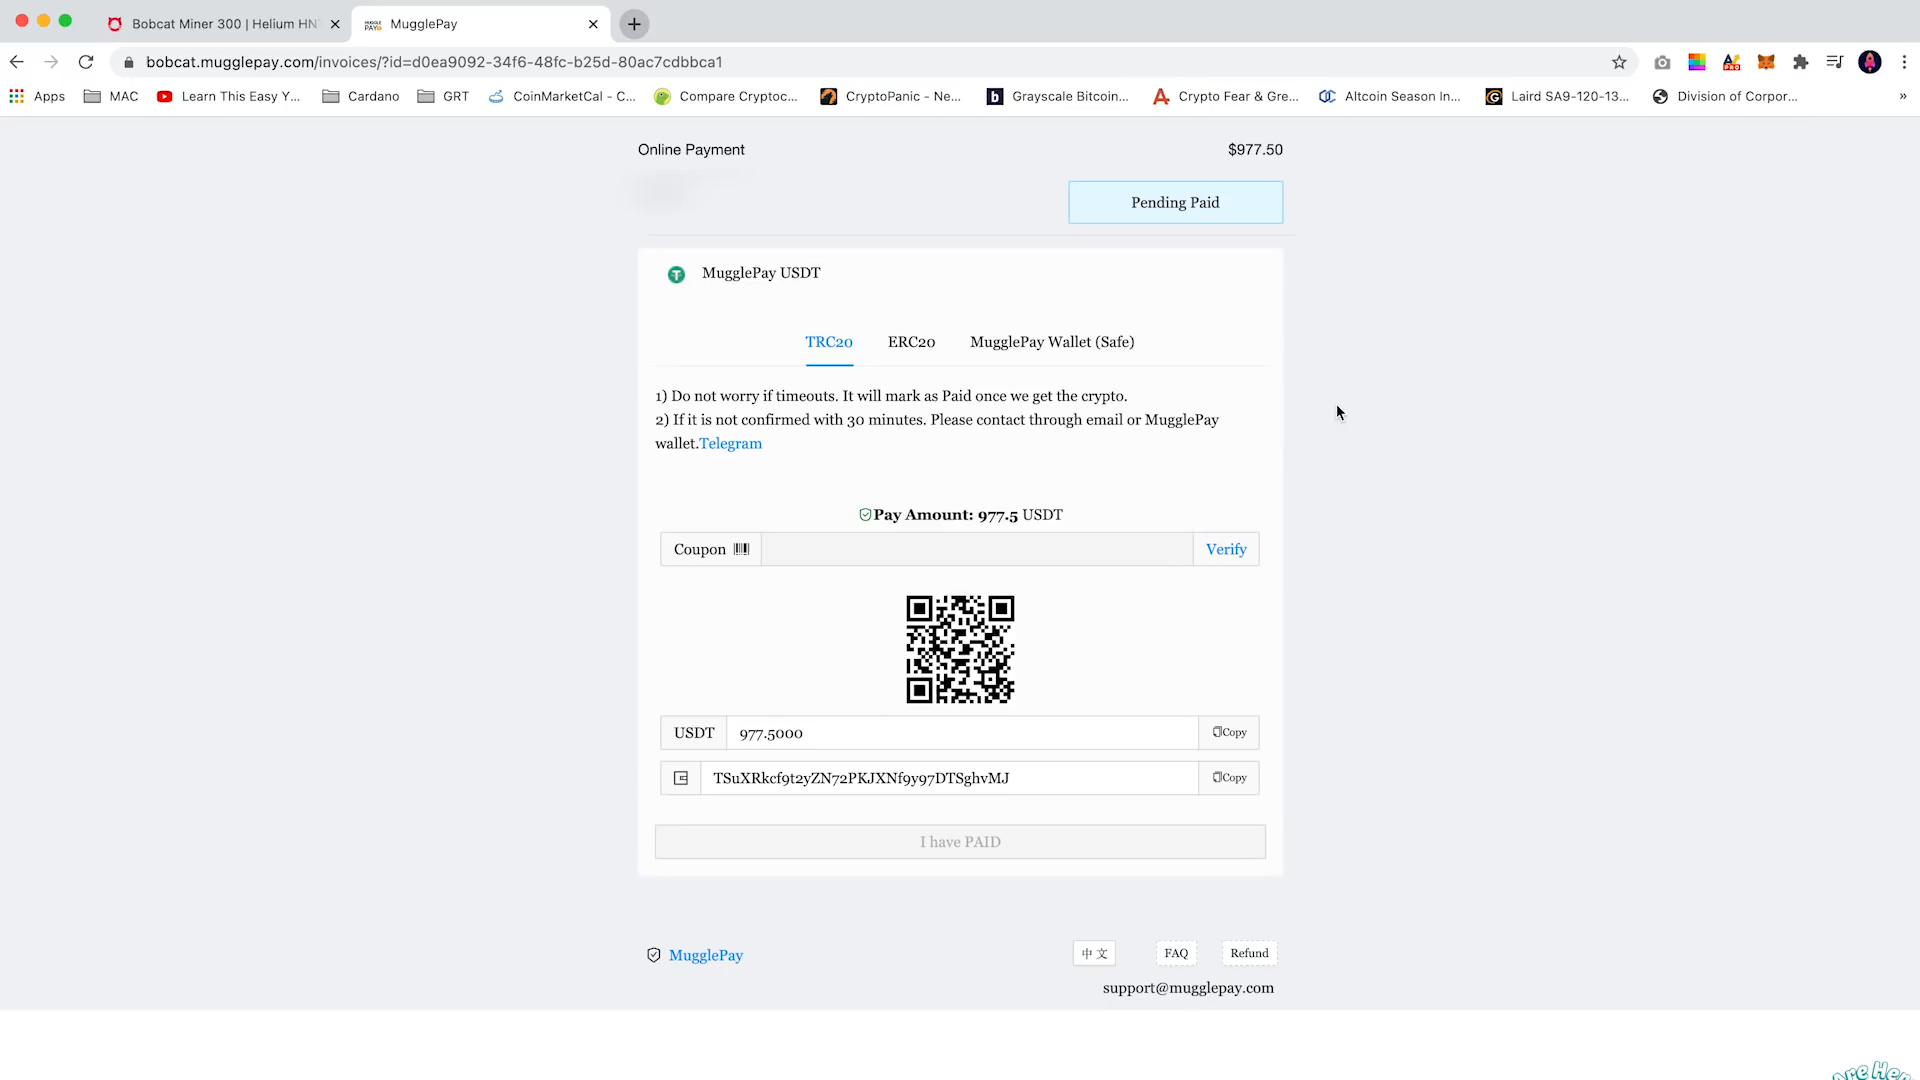 Bobcat Miner 300 | Helium HN
MugglePay
bobcat.mugglepay.com/invoices/?id=d0ea9092-34f6-48fc-b25d-80ac7cdbbca1
Apps
MAC
Learn This Easy Y...
Cardano
GRT
CoinMarketCal - C...
Compare Cryptoc...
CryptoPanic - Ne...
Grayscale Bitcoin...
Crypto Fear & Gre...
Altcoin Season In...
Laird SA9-120-13...
Division of Corpor...
»
Online Payment
$977.50
Pending Paid
MugglePay USDT
TRC20
ERC20
MugglePay Wallet (Safe)
1) Do not worry if timeouts. It will mark as Paid once we get the crypto.
2) If it is not confirmed with 30 minutes. Please contact through email or MugglePay
wallet.Telegram
Pay Amount: 977.5 USDT
Coupon
Verify
USDT
977.5000
Copy
TSuXRkcf9t2yZN72PKJXNf9y97DTSghvMJ
Copy
I have PAID
MugglePay
中文
FAQ
Refund
support@mugglepay.com